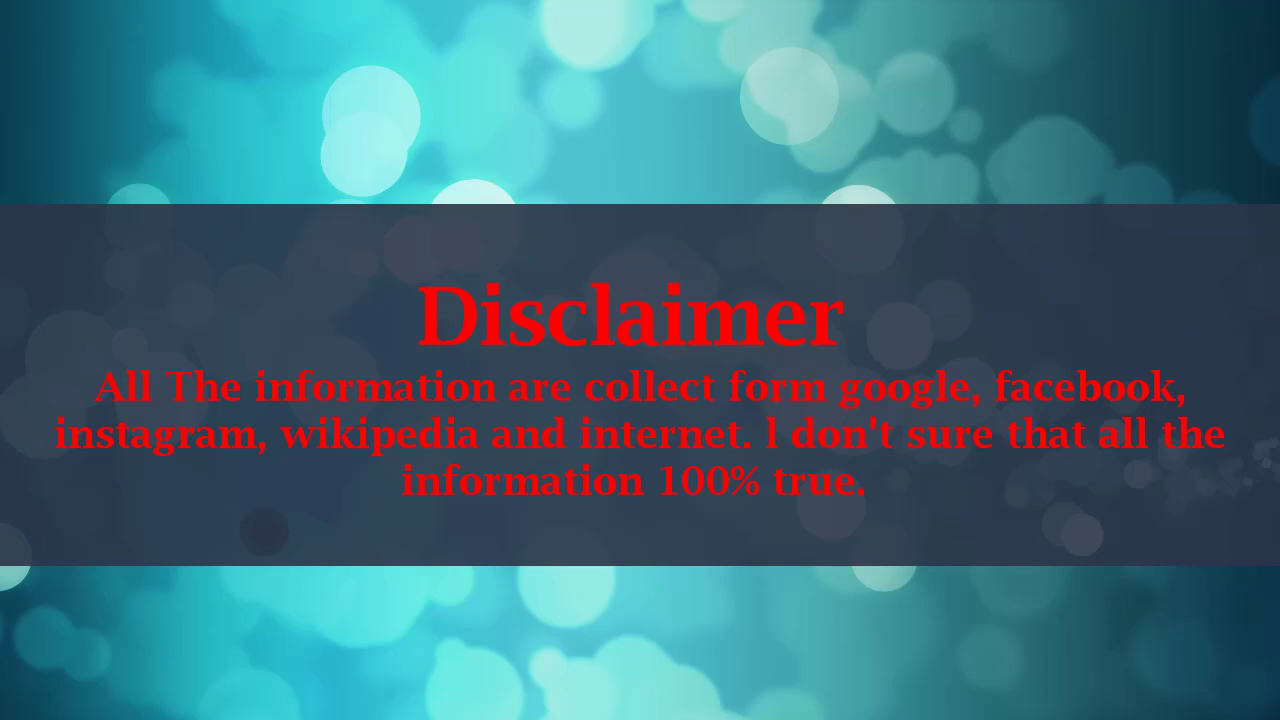 Disclaimer
All The information are collect form google, facebook,
instagram, wikipedia and internet. I don't sure that all the
information 100% true.